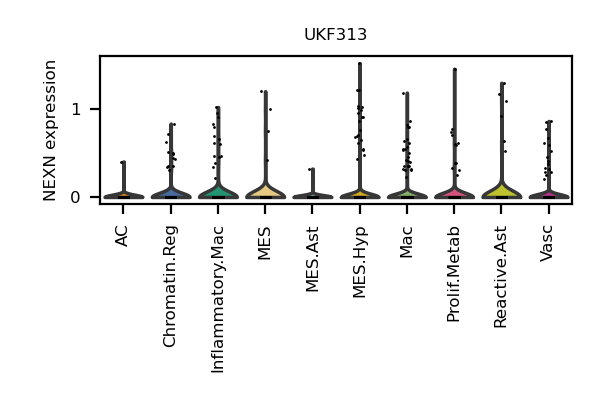 UKF313
NEXN expression
1
0
AC
Chromatin.Reg
Inflammatory.Mac
MES
MES.Ast
MES.Hyp
Mac
Prolif.Metab
Reactive.Ast
Vasc